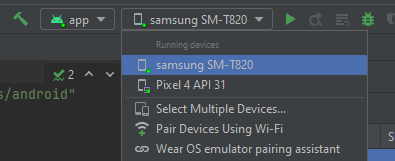 app
samsung SM-T820
Running devices
2
samsung SM-T820
s/android"
Pixel 4 API 31
Select Multiple Devices...
Pair Devices Using Wi-Fi
Wear OS emulator pairing assistant